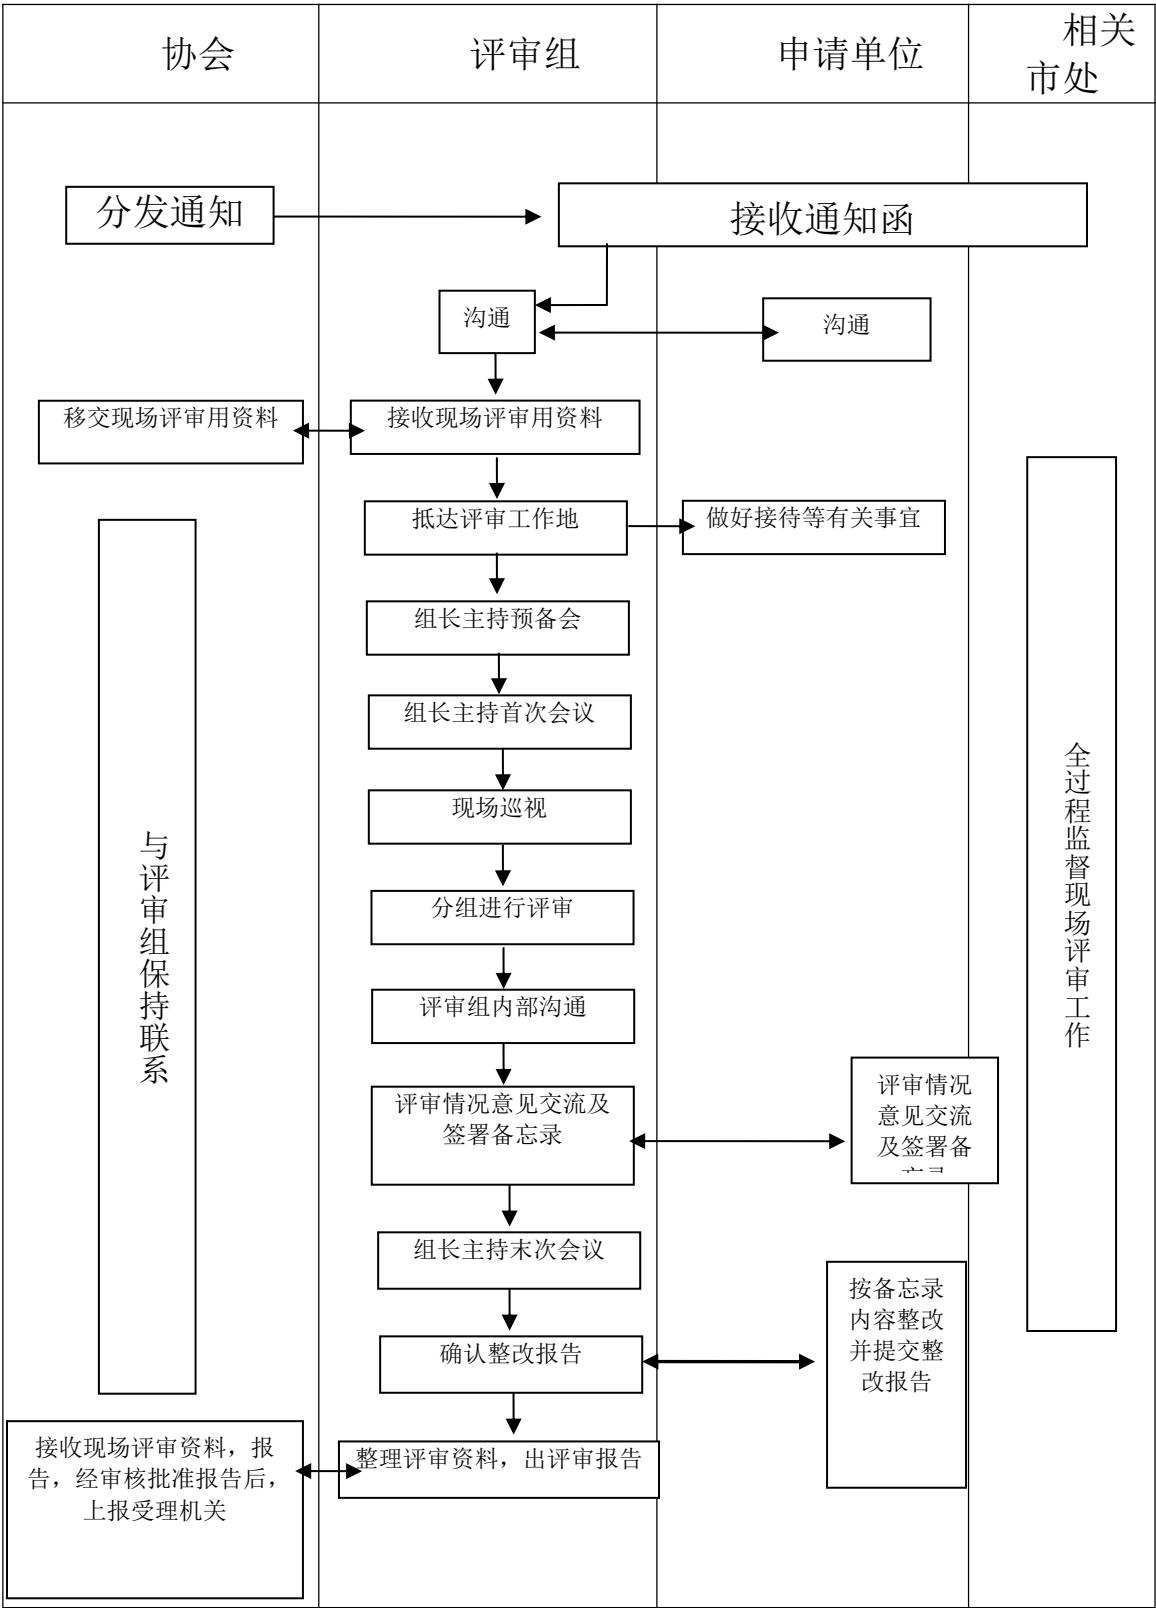 协会
评审组
申请单位
相关
市处
分发通知
接收通知函
沟通
沟通
移交现场评审用资料
接收现场评审用资料
抵达评审工作地
做好接待等有关事宜
组长主持预备会
组长主持首次会议
现场巡视
分组进行评审
评审组内部沟通
与评审组保持联系
全过程监督现场评审工作
评审情况意见交流及
签署备忘录
评审情况
意见交流
及签署备
组长主持末次会议
确认整改报告
按备忘录
内容整改
并提交整
改报告
接收现场评审资料，报
告，经审核批准报告后，
上报受理机关
整理评审资料，出评审报告